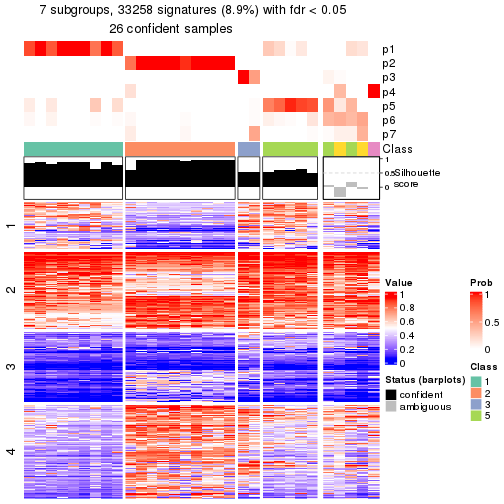 7 subgroups, 33258 signatures (8.9%) with fdr < 0.05
26 confident samples
p1
p2
p3
p4
p5
p6
p7
Class
1
0.5
0
Silhouette
score
1
2
3
4
Value
1
0.8
0.6
0.4
0.2
0
Prob
1
0.5
0
Status (barplots)
confident
ambiguous
Class
1
2
3
5